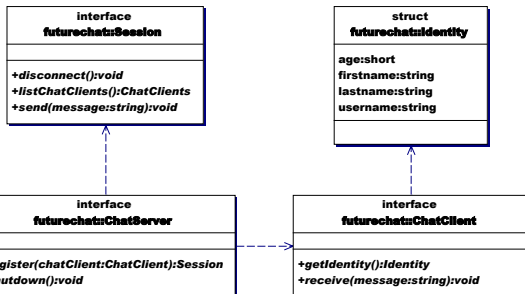 interface
futurechat::Session
+disconnect():void
+listChatClients():ChatClients
+send(message:string):void
struct
futurechat::Identity
age:short
firstname:string
lastname:string
username:string
interface
futurechat::ChatServer
gister(chatClient:ChatClient):Session
utdown():void
interface
futurechat::ChatClient
+getIdentity():Identity
+receive(message:string):void